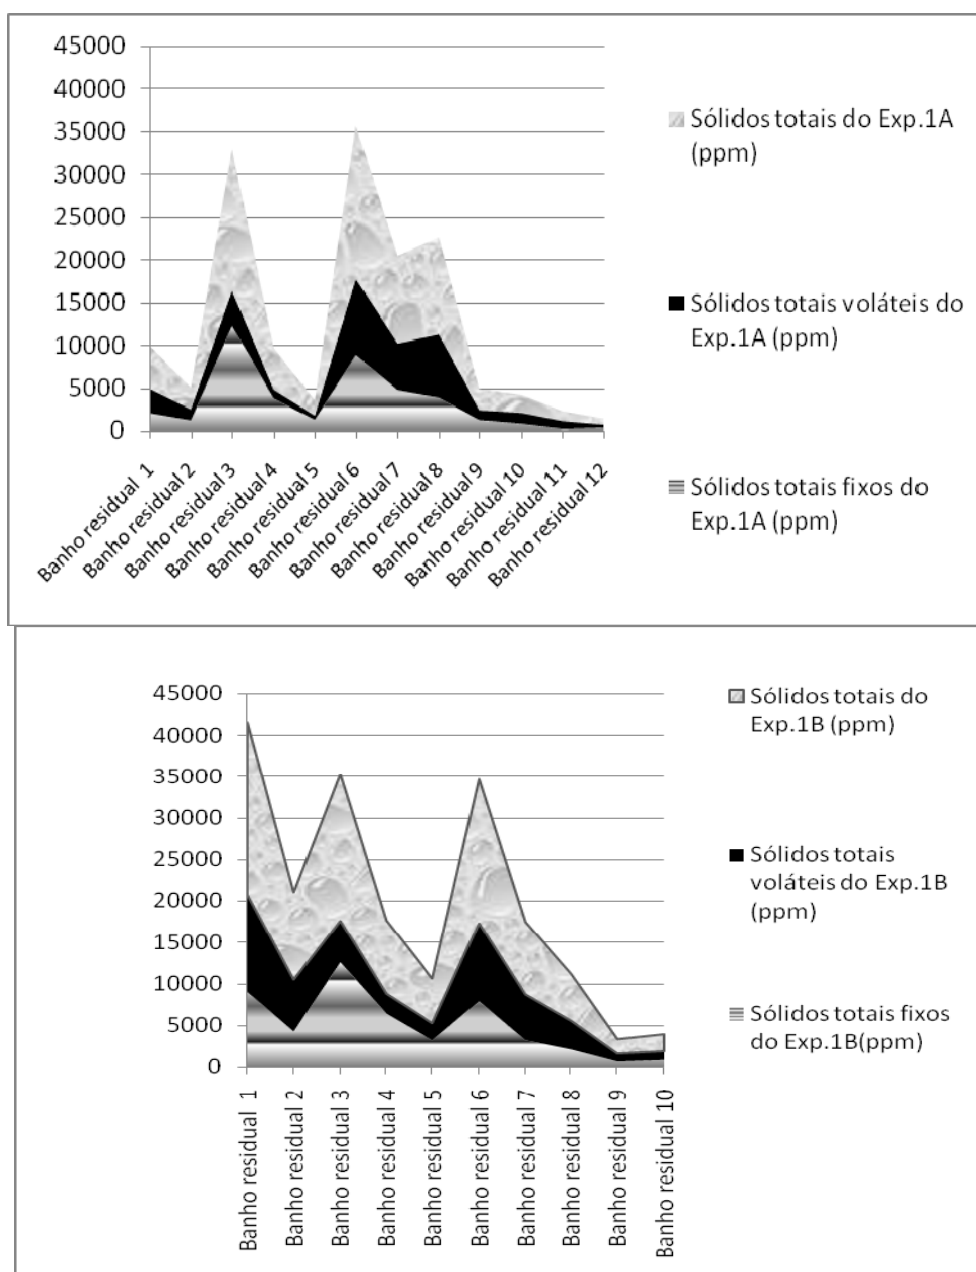 45000
40000
35000
30000
25000
20000
15000
10000
5000
0
Banho residual 1
Banho residual 2
Banho residual 3
Banho residual 4
Banho residual 5
Banho residual 6
Banho residual 7
Banho residual 8
Banho residual 9
Banho residual 10
Banho residual 11
Banho residual 12
Sólidos totais do Exp.1A
(ppm)
Sólidos totais voláteis do
Exp.1A (ppm)
Sólidos totais fixos do
Exp.1A (ppm)
45000
40000
35000
30000
25000
20000
15000
10000
5000
0
Banho residual 1
Banho residual 2
Banho residual 3
Banho residual 4
Banho residual 5
Banho residual 6
Banho residual 7
Banho residual 8
Banho residual 9
Banho residual 10
Sólidos totais do
Exp.1B (ppm)
Sólidos totais
voláteis do Exp.1B
(ppm)
Sólidos totais fixos
do Exp.1B(ppm)